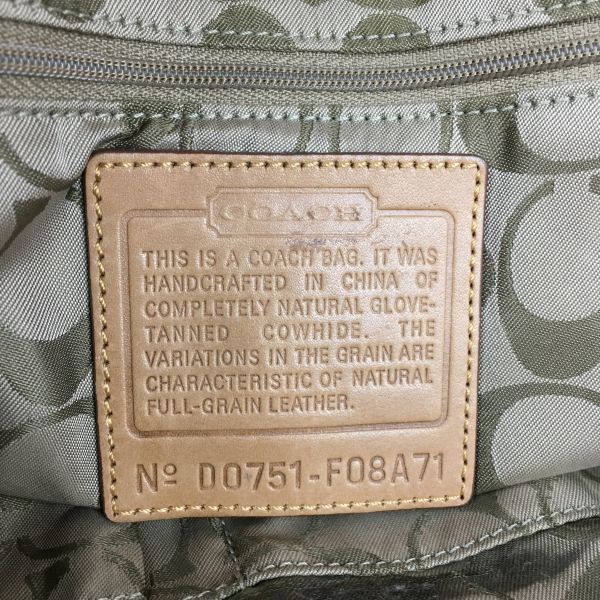 COACH
THIS IS A COACH BAG. IT WAS
HANDCRAFTED IN CHINA OF
COMPLETELY NATURAL GLOVE-
TANNED COWHIDE. THE
VARIATIONS IN THE GRAIN ARE
CHARACTERISTIC OF NATURAL
FULL-GRAIN LEATHER.
Nº D0751-F08A71